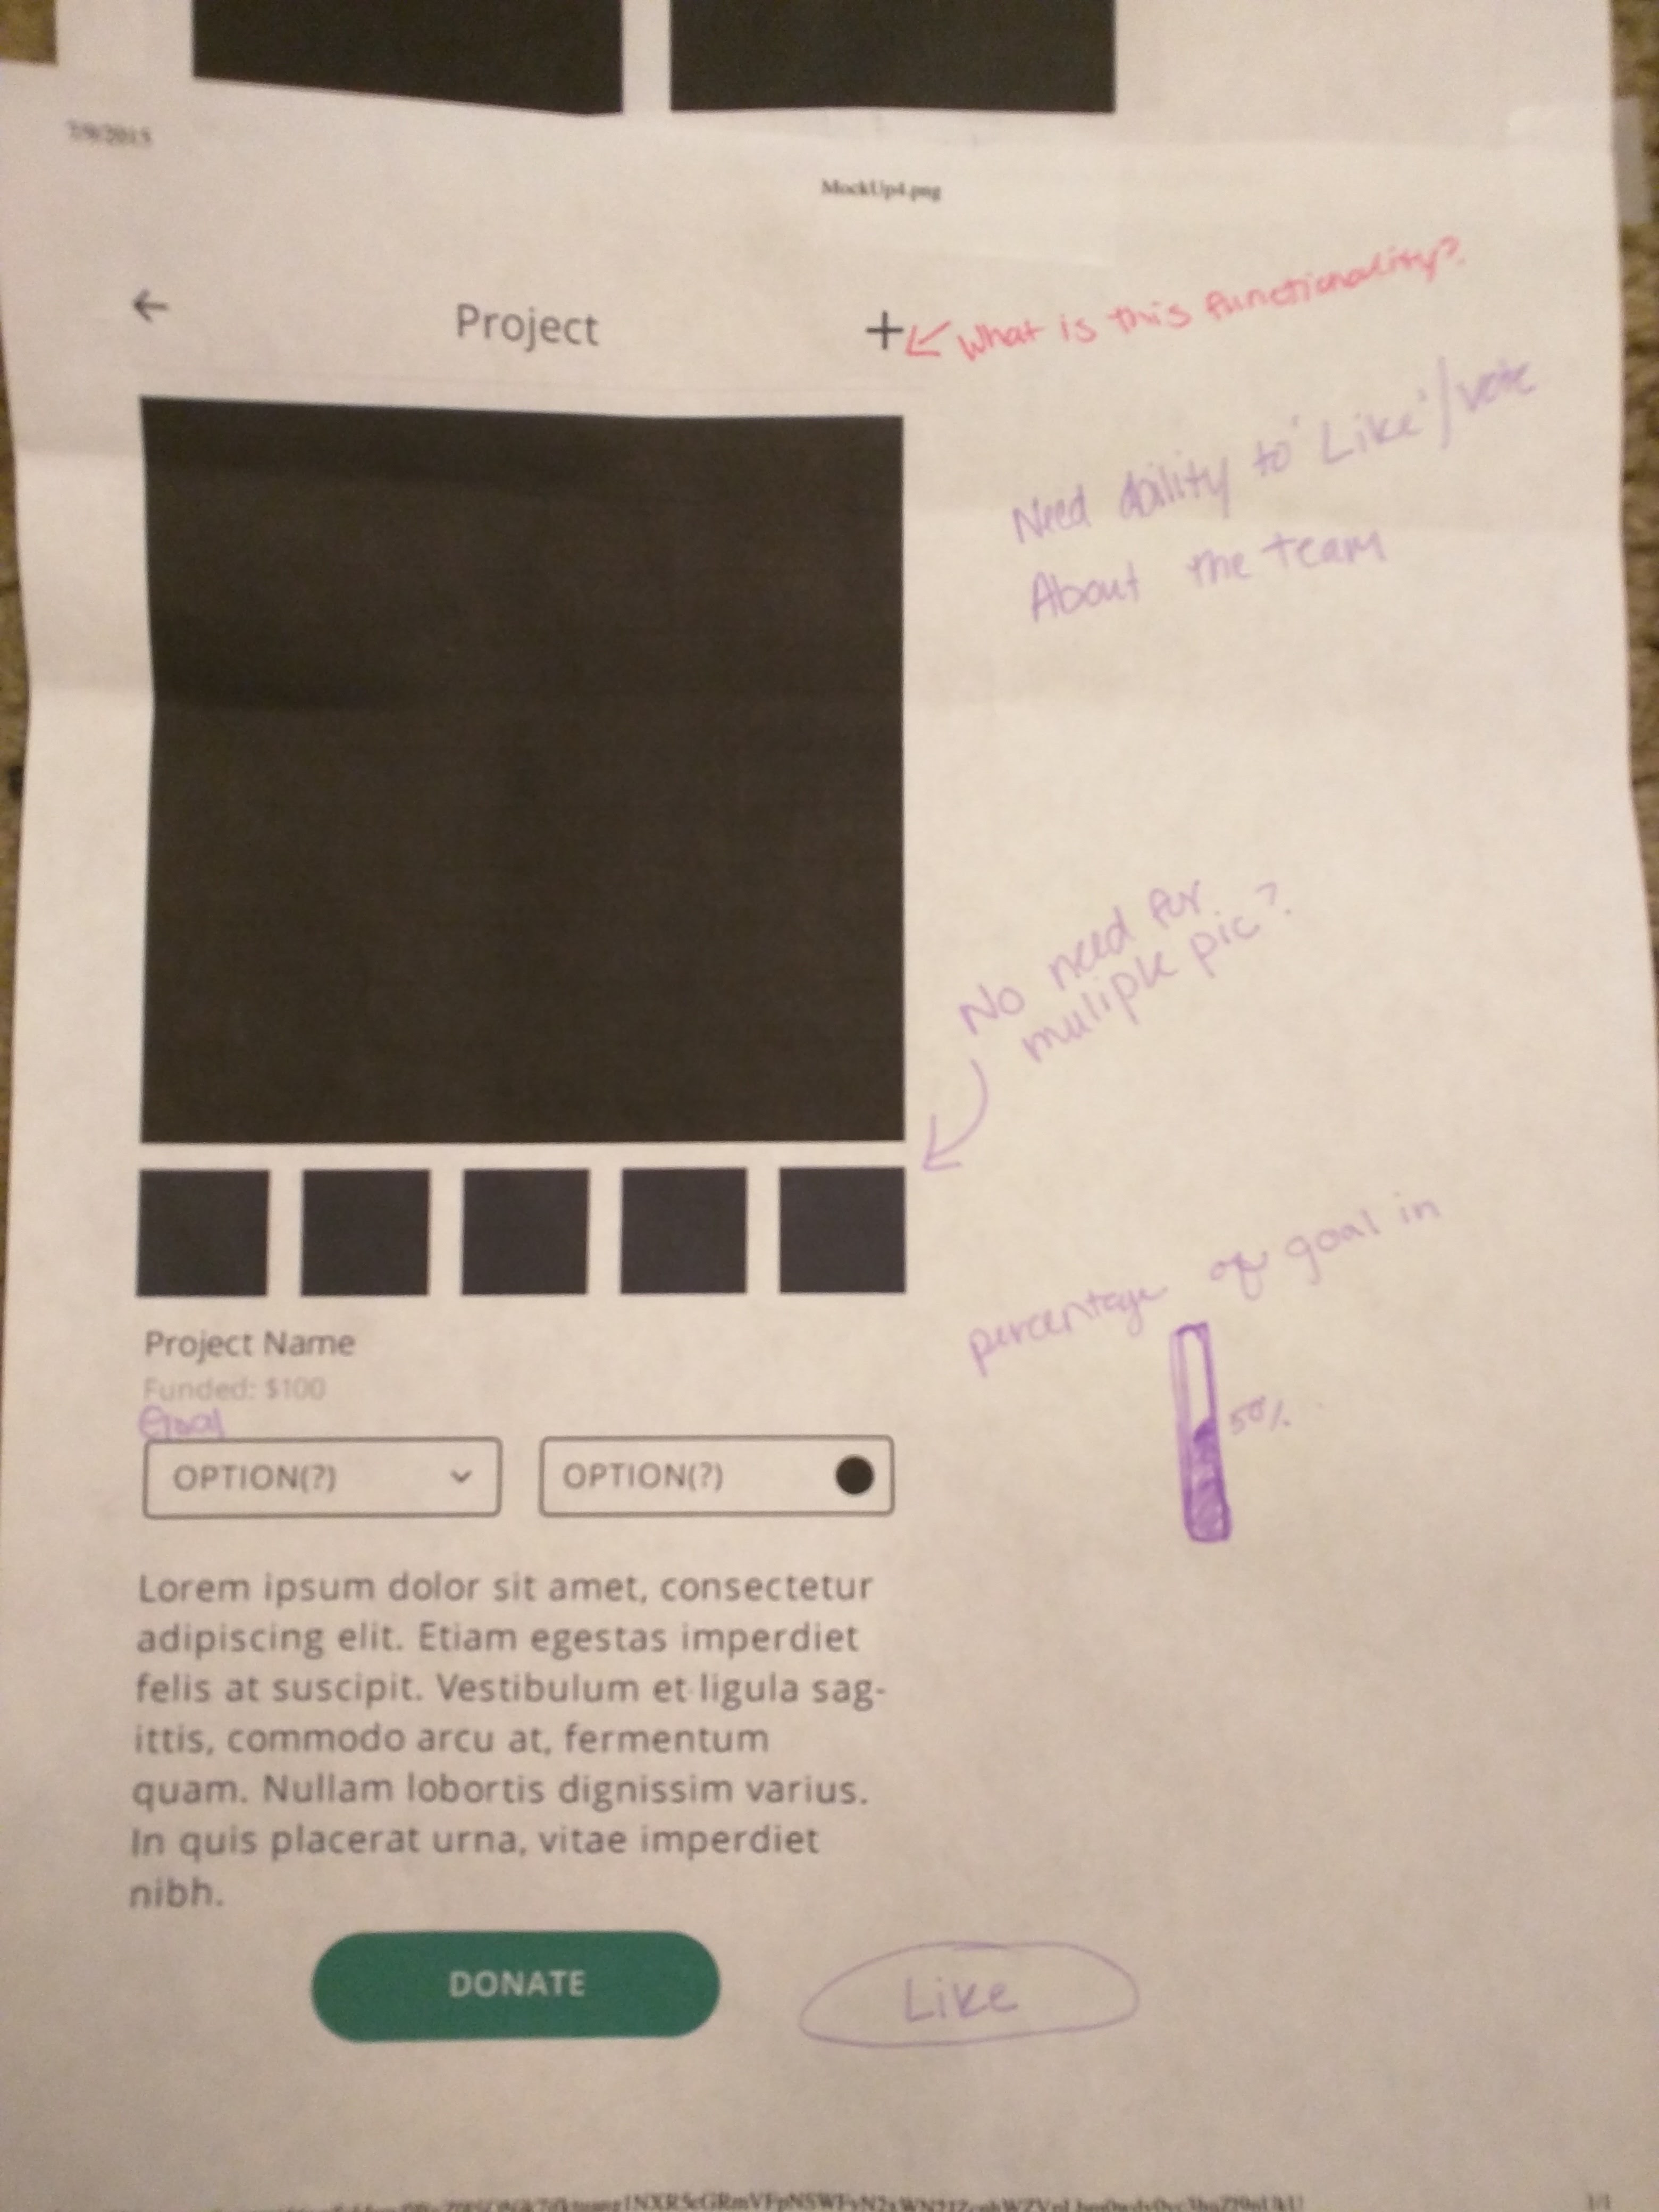 7/9/2015
MockUp4.png
Project
+
What is this functionality?
Need ability to 'Like'/vote
About the team
No need for
muliple pic?
percentage of goal in
50%
Project Name
Funded: $100
Goal
OPTION(?)
OPTION(?)
Lorem ipsum dolor sit amet, consectetur
adipiscing elit. Etiam egestas imperdiet
felis at suscipit. Vestibulum et ligula sag-
ittis, commodo arcu at, fermentum
quam. Nullam lobortis dignissim varius.
In quis placerat urna, vitae imperdiet
nibh.
DONATE
Like
1/1